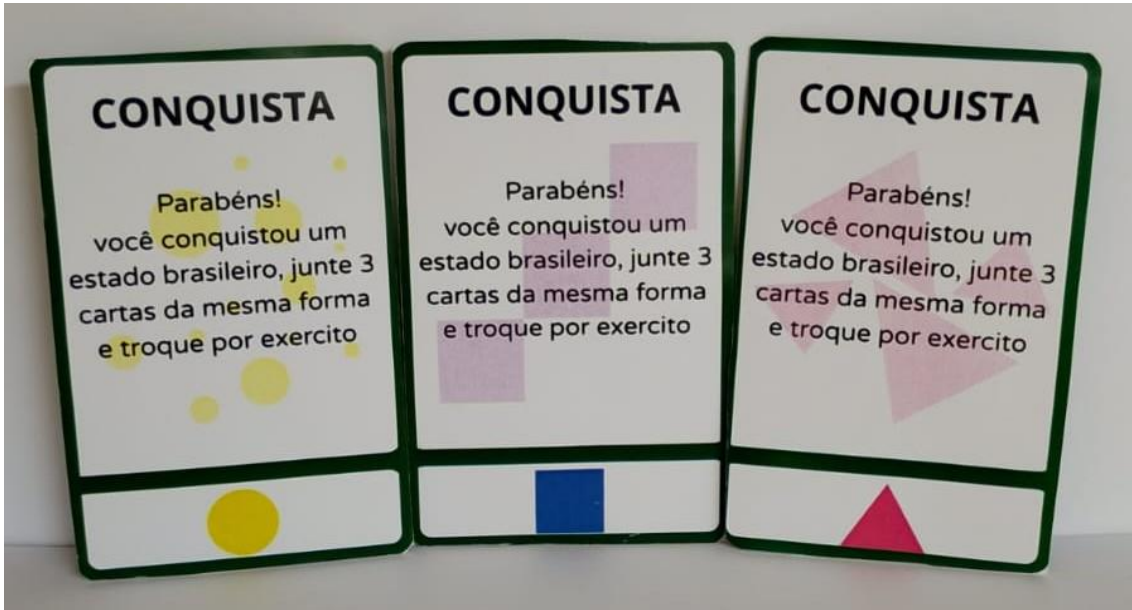 CONQUISTA
Parabéns!
você conquistou um
estado brasileiro, junte 3
cartas da mesma forma
e troque por exercito
CONQUISTA
Parabéns!
você conquistou um
estado brasileiro, junte 3
cartas da mesma forma
e troque por exercito
CONQUISTA
Parabéns!
você conquistou um
estado brasileiro, junte 3
cartas da mesma forma
e troque por exercito